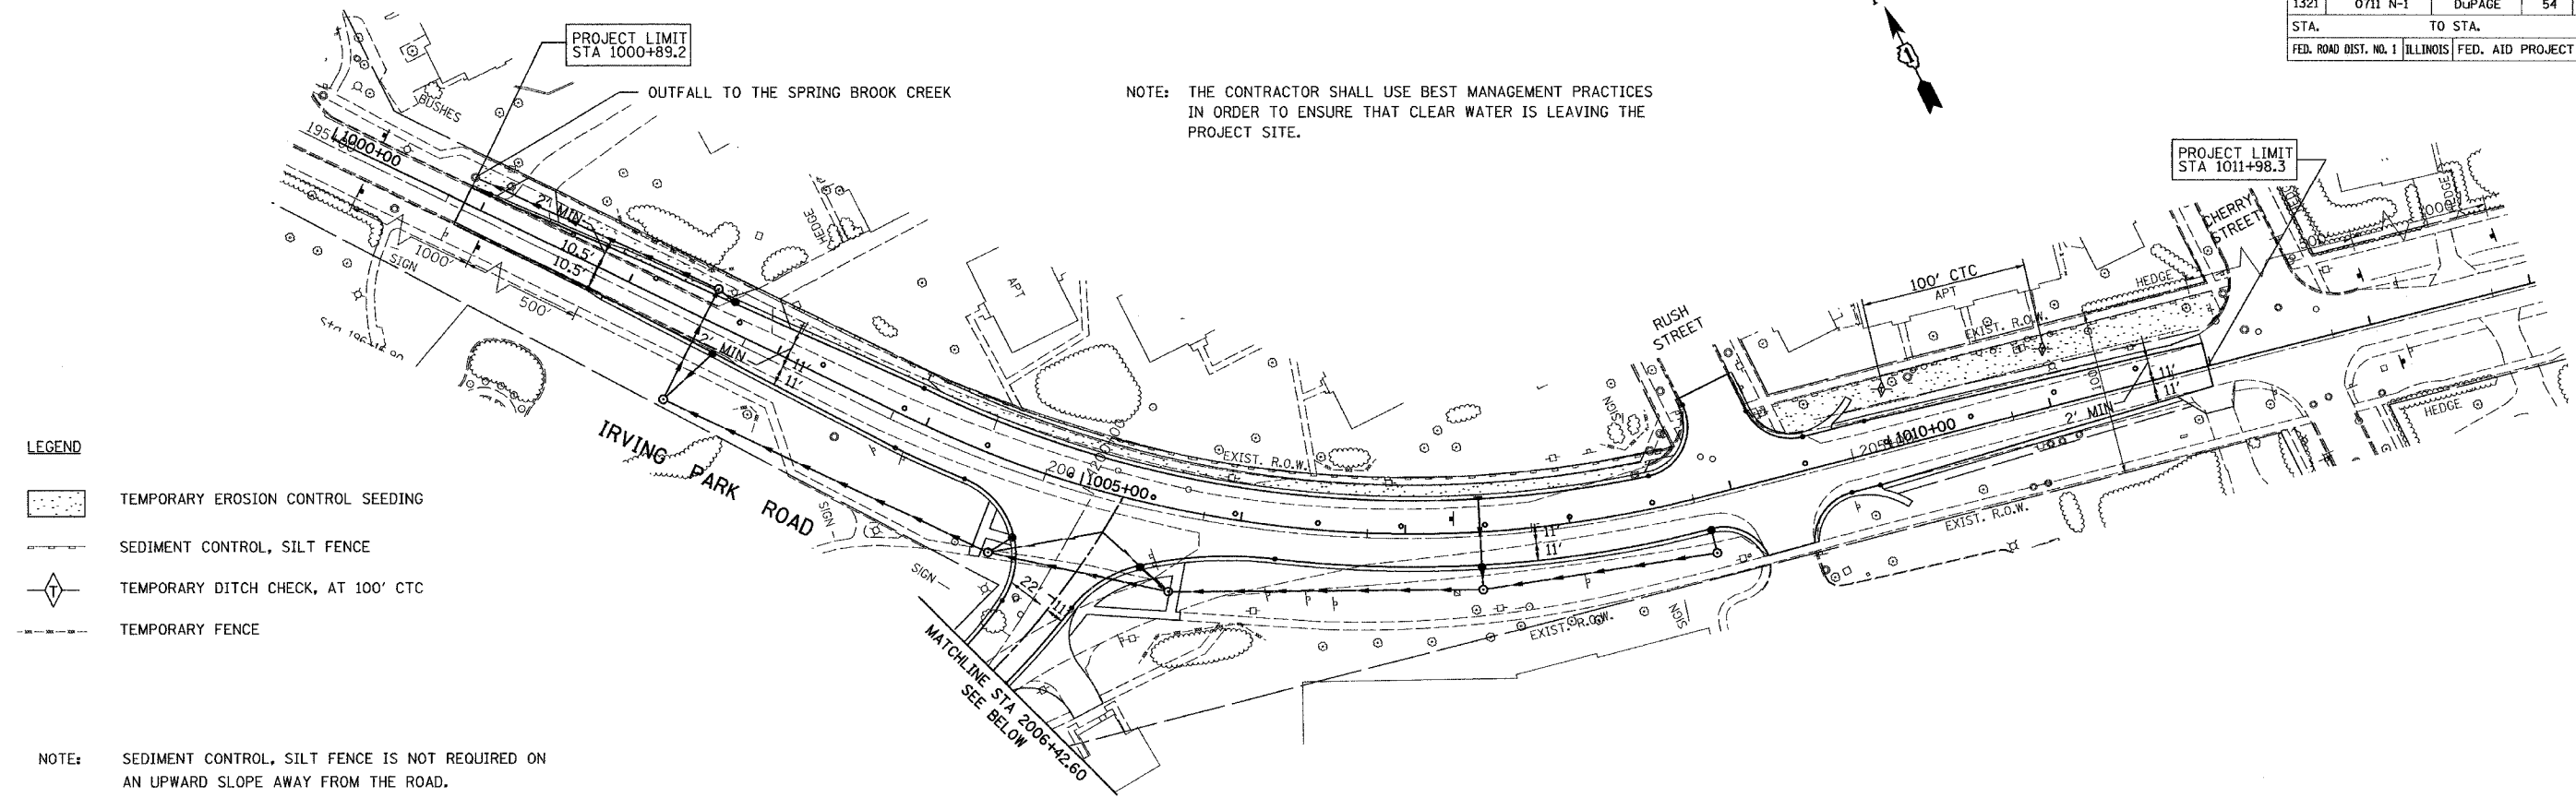 1321 0711 N-1 DuPAGE 54
STA. TO STA.
FED. ROAD DIST. NO. 1 ILLINOIS FED. AID PROJECT
PROJECT LIMIT
STA 1000+89.2
OUTFALL TO THE SPRING BROOK CREEK
NOTE: THE CONTRACTOR SHALL USE BEST MANAGEMENT PRACTICES
IN ORDER TO ENSURE THAT CLEAR WATER IS LEAVING THE
PROJECT SITE.
PROJECT LIMIT
STA 1011+98.3
BUSHES
1000+00
2' MIN
10.5'
10.5'
SIGN
1000'
500'
HEDGE
APT
2' MIN
11'
11'
IRVING PARK ROAD
SIGN
SIGN
200
1005+00
EXIST. R.O.W.
SIGN
RUSH
STREET
100' CTC
APT
EXIST. R.O.W.
HEDGE
CHERRY
STREET
HEDGE
11'
11'
2' MIN
1010+00
HEDGE
11'
11'
EXIST. R.O.W.
EXIST. R.O.W.
SIGN
22'
11'
MATCHLINE STA 2006+42.60
SEE BELOW
LEGEND
TEMPORARY EROSION CONTROL SEEDING
SEDIMENT CONTROL, SILT FENCE
T
TEMPORARY DITCH CHECK, AT 100' CTC
TEMPORARY FENCE
NOTE: SEDIMENT CONTROL, SILT FENCE IS NOT REQUIRED ON
AN UPWARD SLOPE AWAY FROM THE ROAD.